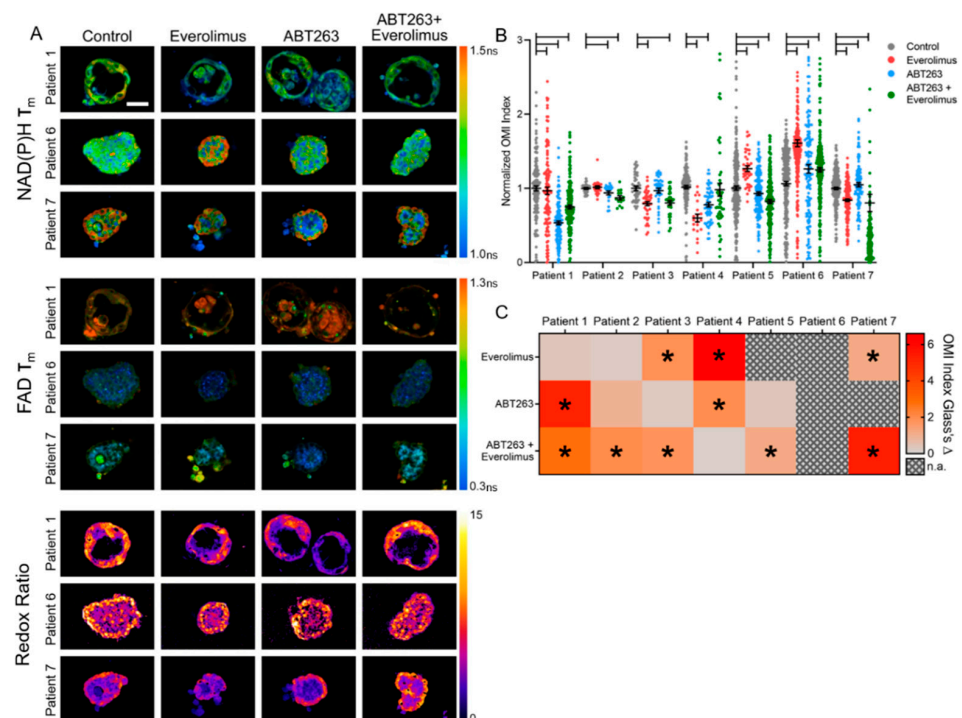 A
Control
Everolimus
ABT263
ABT263+
Everolimus
NAD(P)H Tm
Patient 1
Patient 6
Patient 7
1.5ns
1.0ns
FAD Tm
Patient 1
Patient 6
Patient 7
1.3ns
0.3ns
Redox Ratio
Patient 1
Patient 6
Patient 7
15
0
B
Normalized OMI Index
3
2
1
0
Patient 1 Patient 2 Patient 3 Patient 4 Patient 5 Patient 6 Patient 7
Control
Everolimus
ABT263
ABT263 +
Everolimus
C
Patient 1 Patient 2 Patient 3 Patient 4 Patient 5 Patient 6 Patient 7
Everolimus
* * *
ABT263
* *
ABT263 +
Everolimus
* * * * *
6
4
2
0
n.a.
OMI Index Glass's Δ